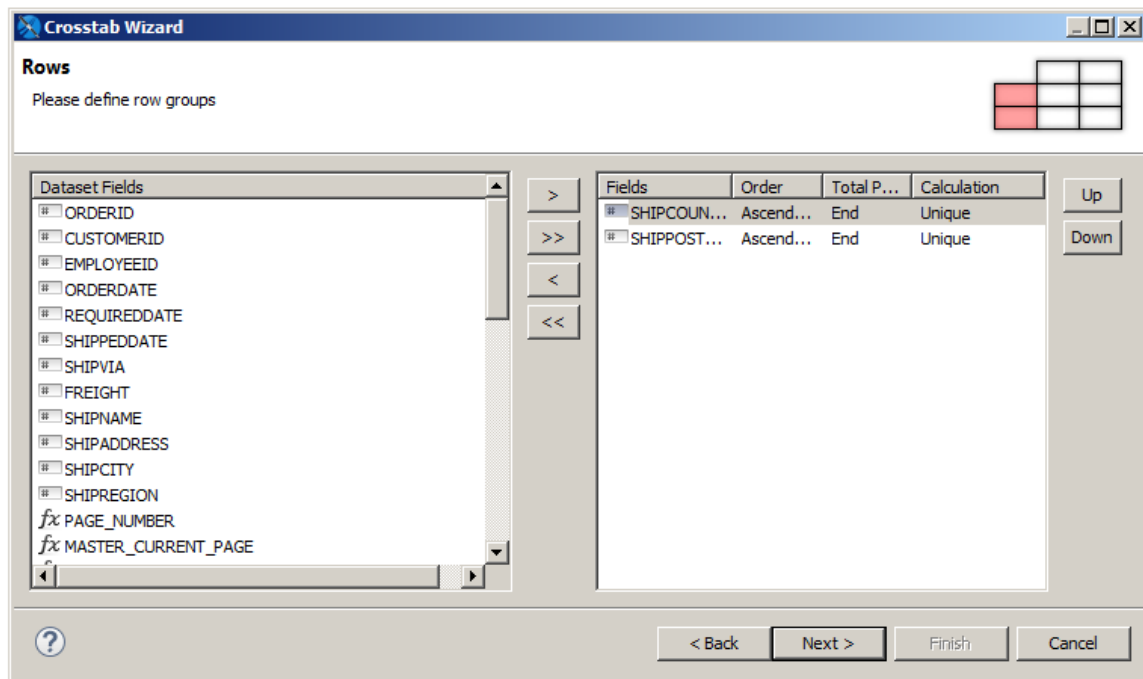 Crosstab Wizard
Rows
Please define row groups
Dataset Fields
ORDERID
CUSTOMERID
EMPLOYEEID
ORDERDATE
REQUIREDDATE
SHIPPEDDATE
SHIPVIA
FREIGHT
SHIPNAME
SHIPADDRESS
SHIPCITY
SHIPREGION
fx PAGE_NUMBER
fx MASTER_CURRENT_PAGE
>
>>
<
<<
Fields Order Total P... Calculation
# SHIPCOUN... Ascend... End Unique
# SHIPPOST... Ascend... End Unique
Up
Down
?
< Back Next > Finish Cancel